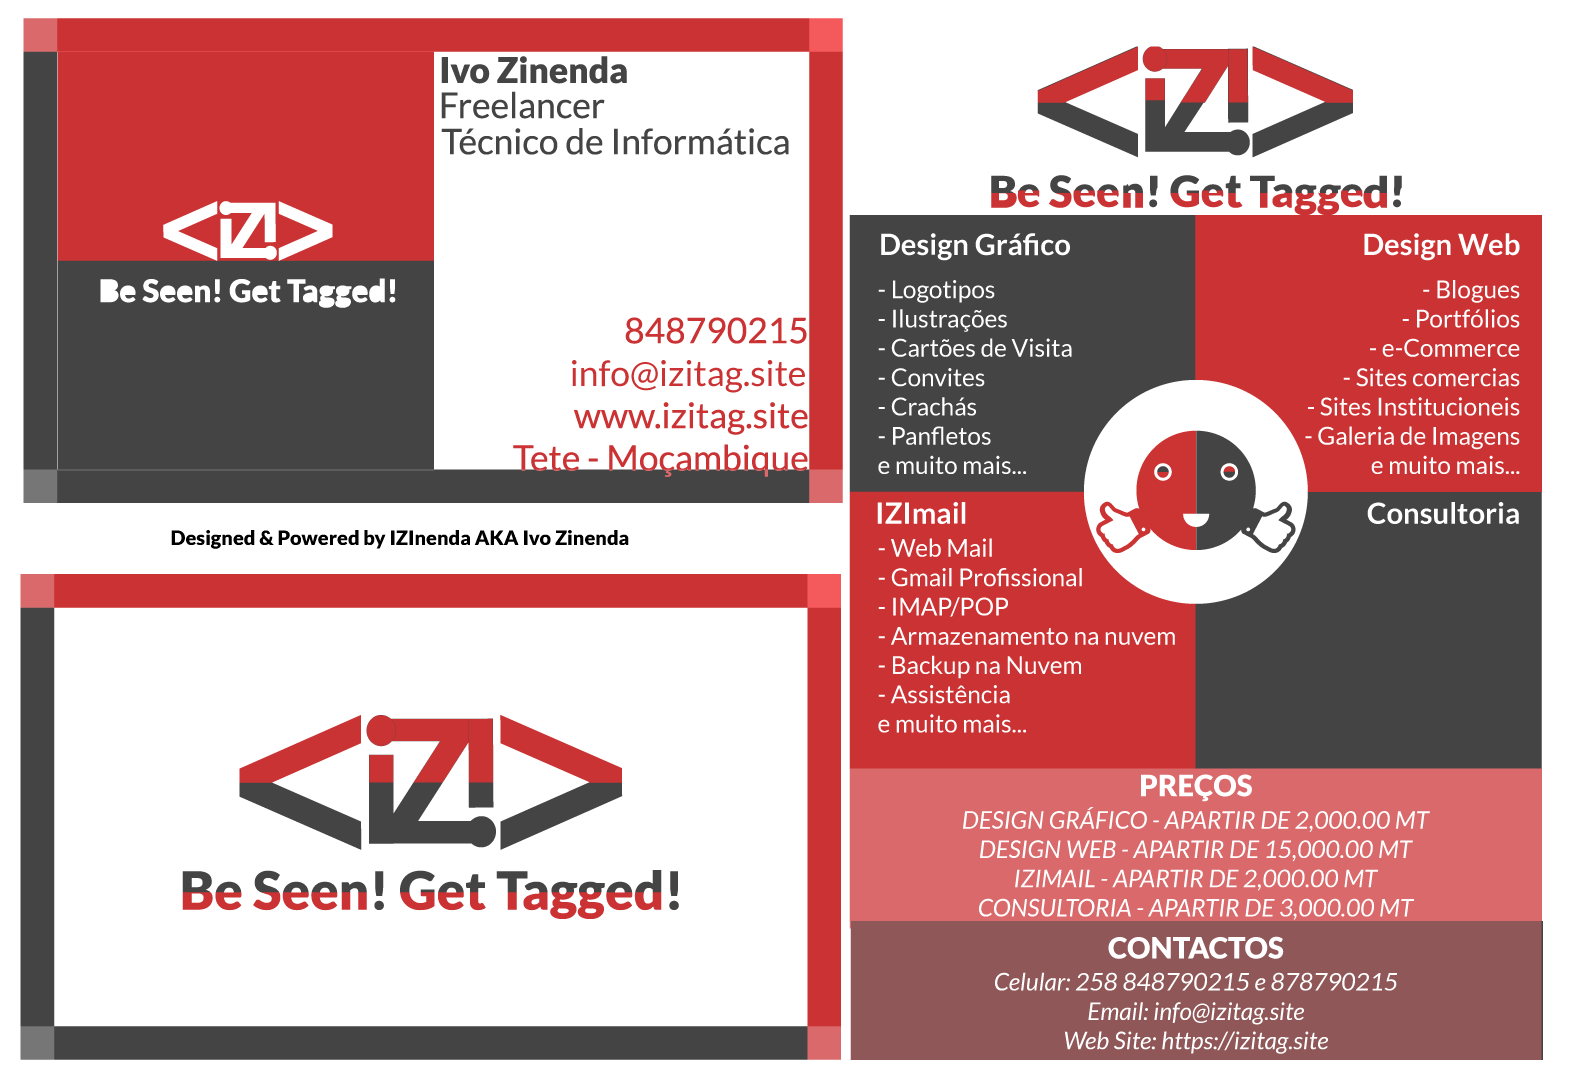 Ivo Zinenda
Freelancer
Técnico de Informática
iZ!
Be Seen! Get Tagged!
848790215
info@izitag.site
www.izitag.site
Tete - Moçambique
Designed & Powered by IZInenda AKA Ivo Zinenda
iZ!
Be Seen! Get Tagged!
iZ!
Be Seen! Get Tagged!
Design Gráfico
- Logotipos
- Ilustrações
- Cartões de Visita
- Convites
- Crachás
- Panfletos
e muito mais...
Design Web
- Blogues
- Portfólios
- e-Commerce
- Sites comercias
- Sites Institucioneis
- Galeria de Imagens
e muito mais...
IZImail
- Web Mail
- Gmail Profissional
- IMAP/POP
- Armazenamento na nuvem
- Backup na Nuvem
- Assistência
e muito mais...
Consultoria
PREÇOS
DESIGN GRÁFICO - APARTIR DE 2,000.00 MT
DESIGN WEB - APARTIR DE 15,000.00 MT
IZIMAIL - APARTIR DE 2,000.00 MT
CONSULTORIA - APARTIR DE 3,000.00 MT
CONTACTOS
Celular: 258 848790215 e 878790215
Email: info@izitag.site
Web Site: https://izitag.site